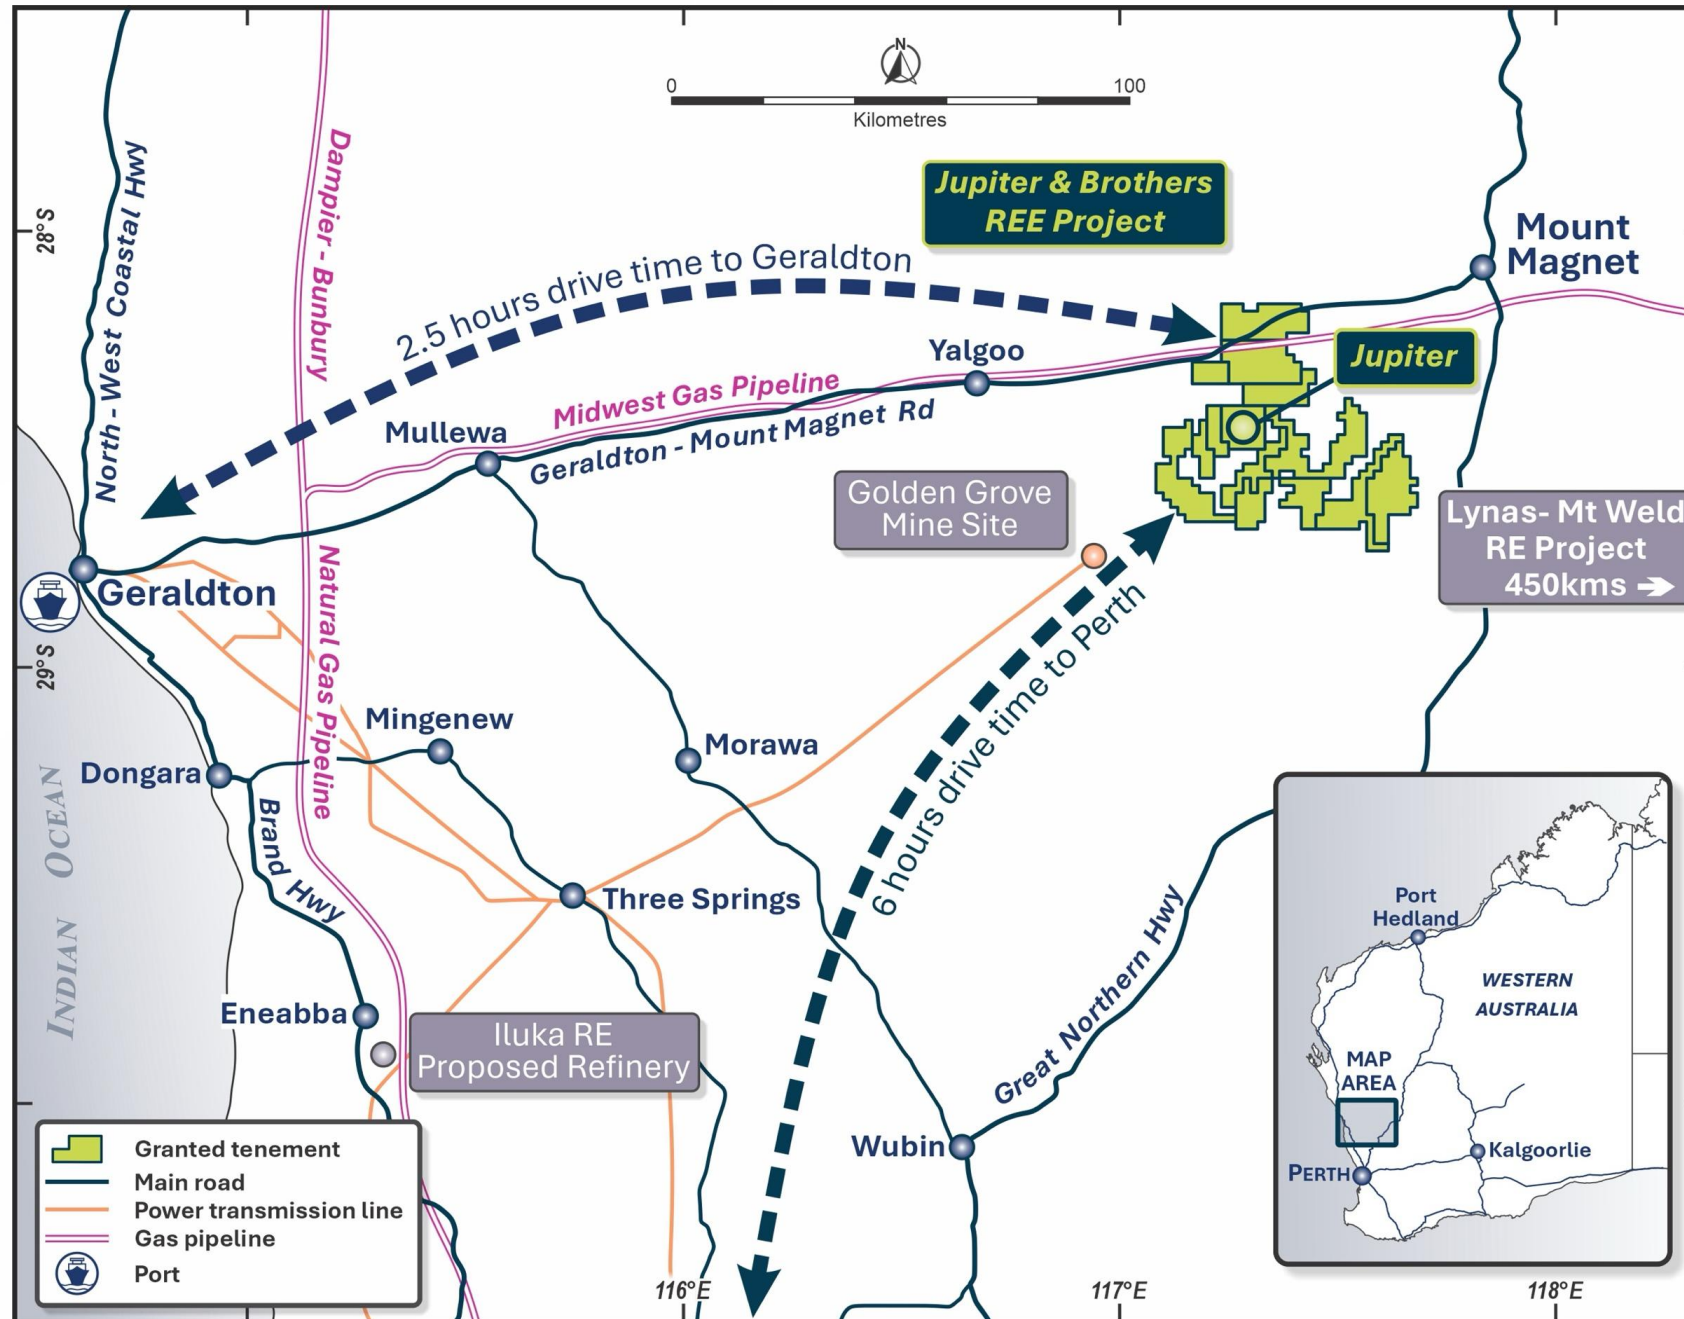 N
0
100
Kilometres
Jupiter & Brothers
REE Project
North - West Coastal Hwy
Dampier - Bunbury
28°S
Mount
Magnet
2.5 hours drive time to Geraldton
Yalgoo
Jupiter
Midwest Gas Pipeline
Mullewa
Geraldton - Mount Magnet Rd
Golden Grove
Mine Site
Lynas- Mt Weld
RE Project
450kms
Geraldton
Natural Gas Pipeline
29°S
6 hours drive time to Perth
Mingenew
Morawa
Dongara
INDIAN OCEAN
Brand Hwy
Three Springs
Great Northern Hwy
Eneabba
Iluka RE
Proposed Refinery
Wubin
Port
Hedland
WESTERN
AUSTRALIA
MAP
AREA
Kalgoorlie
PERTH
Granted tenement
Main road
Power transmission line
Gas pipeline
Port
116°E
117°E
118°E